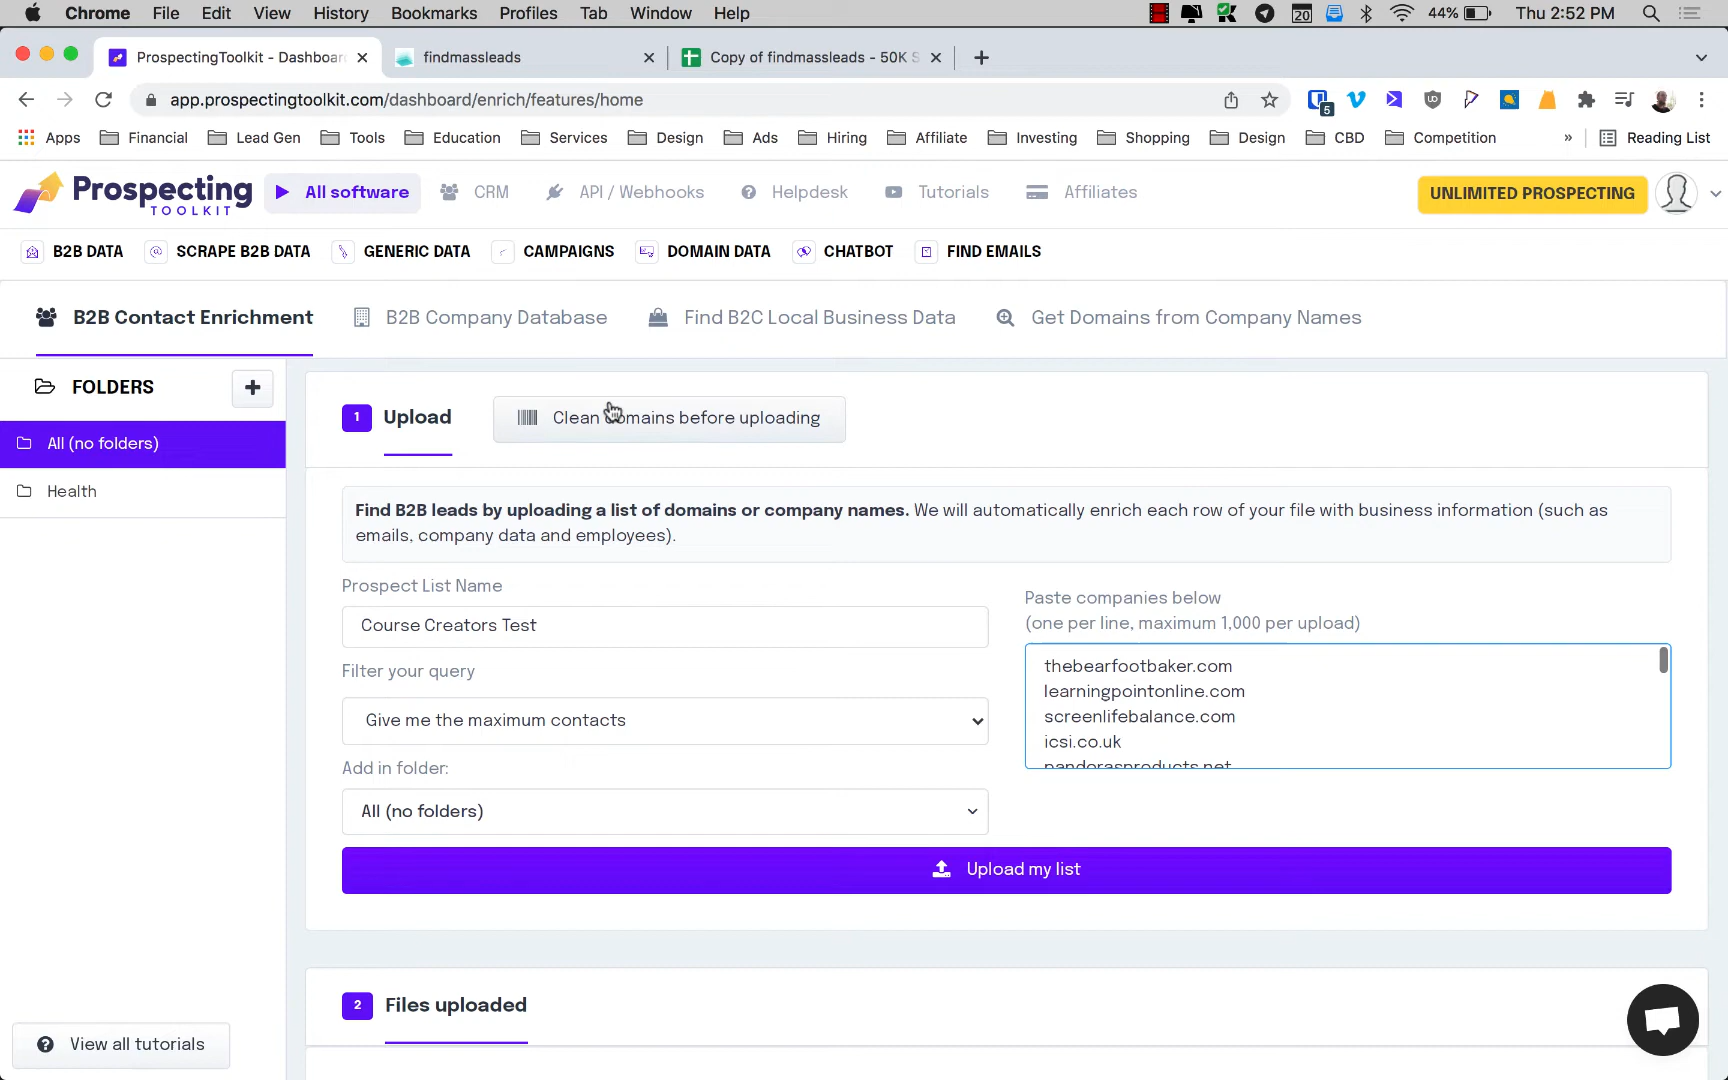 Chrome File Edit View History Bookmarks Profiles Tab Window Help 20 44% Thu 2:52 PM
ProspectingToolkit - Dashboar findmassleads Copy of findmassleads - 50K S
app.prospectingtoolkit.com/dashboard/enrich/features/home 5
Apps Financial Lead Gen Tools Education Services Design Ads Hiring Affiliate Investing Shopping Design CBD Competition » Reading List
Prospecting
TOOLKIT
All software CRM API / Webhooks Helpdesk Tutorials Affiliates UNLIMITED PROSPECTING
B2B DATA SCRAPE B2B DATA GENERIC DATA CAMPAIGNS DOMAIN DATA CHATBOT FIND EMAILS
B2B Contact Enrichment B2B Company Database Find B2C Local Business Data Get Domains from Company Names
FOLDERS
All (no folders)
Health
View all tutorials
1 Upload Clean domains before uploading
Find B2B leads by uploading a list of domains or company names. We will automatically enrich each row of your file with business information (such as
emails, company data and employees).
Prospect List Name
Course Creators Test
Filter your query
Give me the maximum contacts
Add in folder:
All (no folders)
Paste companies below
(one per line, maximum 1,000 per upload)
thebearfootbaker.com
learningpointonline.com
screenlifebalance.com
icsi.co.uk
pandorasproducts.net
Upload my list
2 Files uploaded